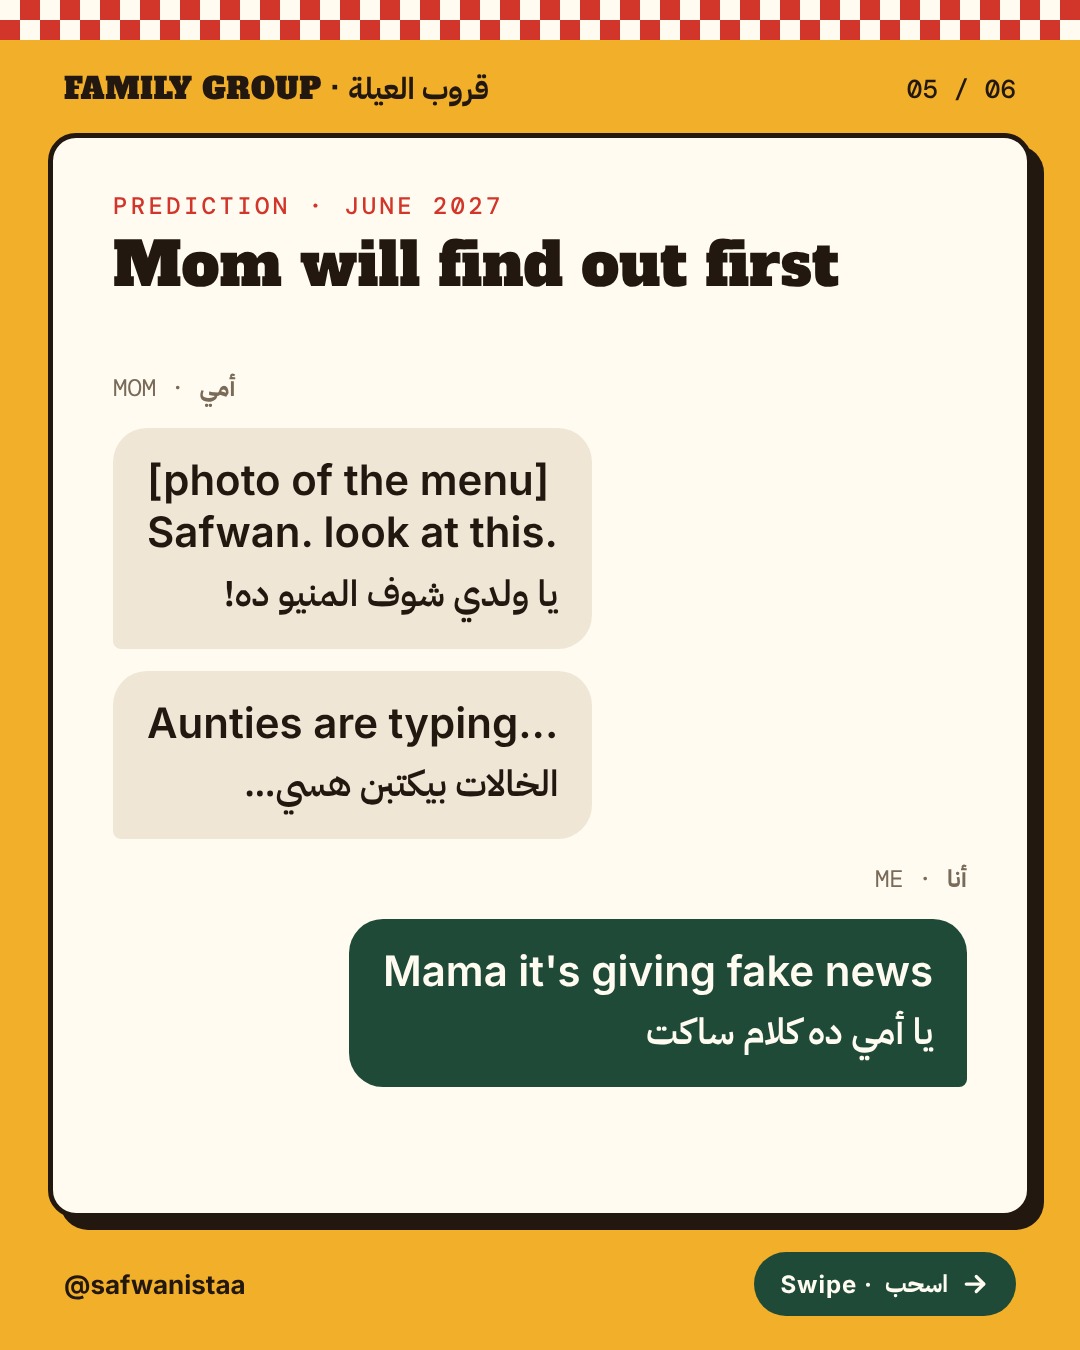 FAMILY GROUP · قروب العيلة
05 / 06
PREDICTION · JUNE 2027
Mom will find out first
MOM · أمي
[photo of the menu]
Safwan. look at this.
يا ولدي شوف المنيو ده!
Aunties are typing...
الخالات بيكتبن هسي...
ME · أنا
Mama it's giving fake news
يا أمي ده كلام ساكت
@safwanistaa
Swipe · اسحب →